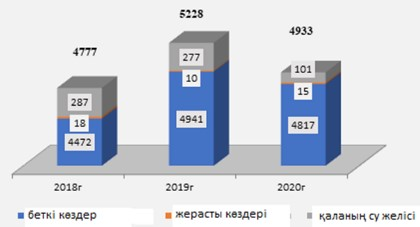 4777
5228
4933
287
18
4472
277
10
4941
101
15
4817
2018г
2019г
2020г
беткі көздер
жерасты көздері
қаланың су желісі